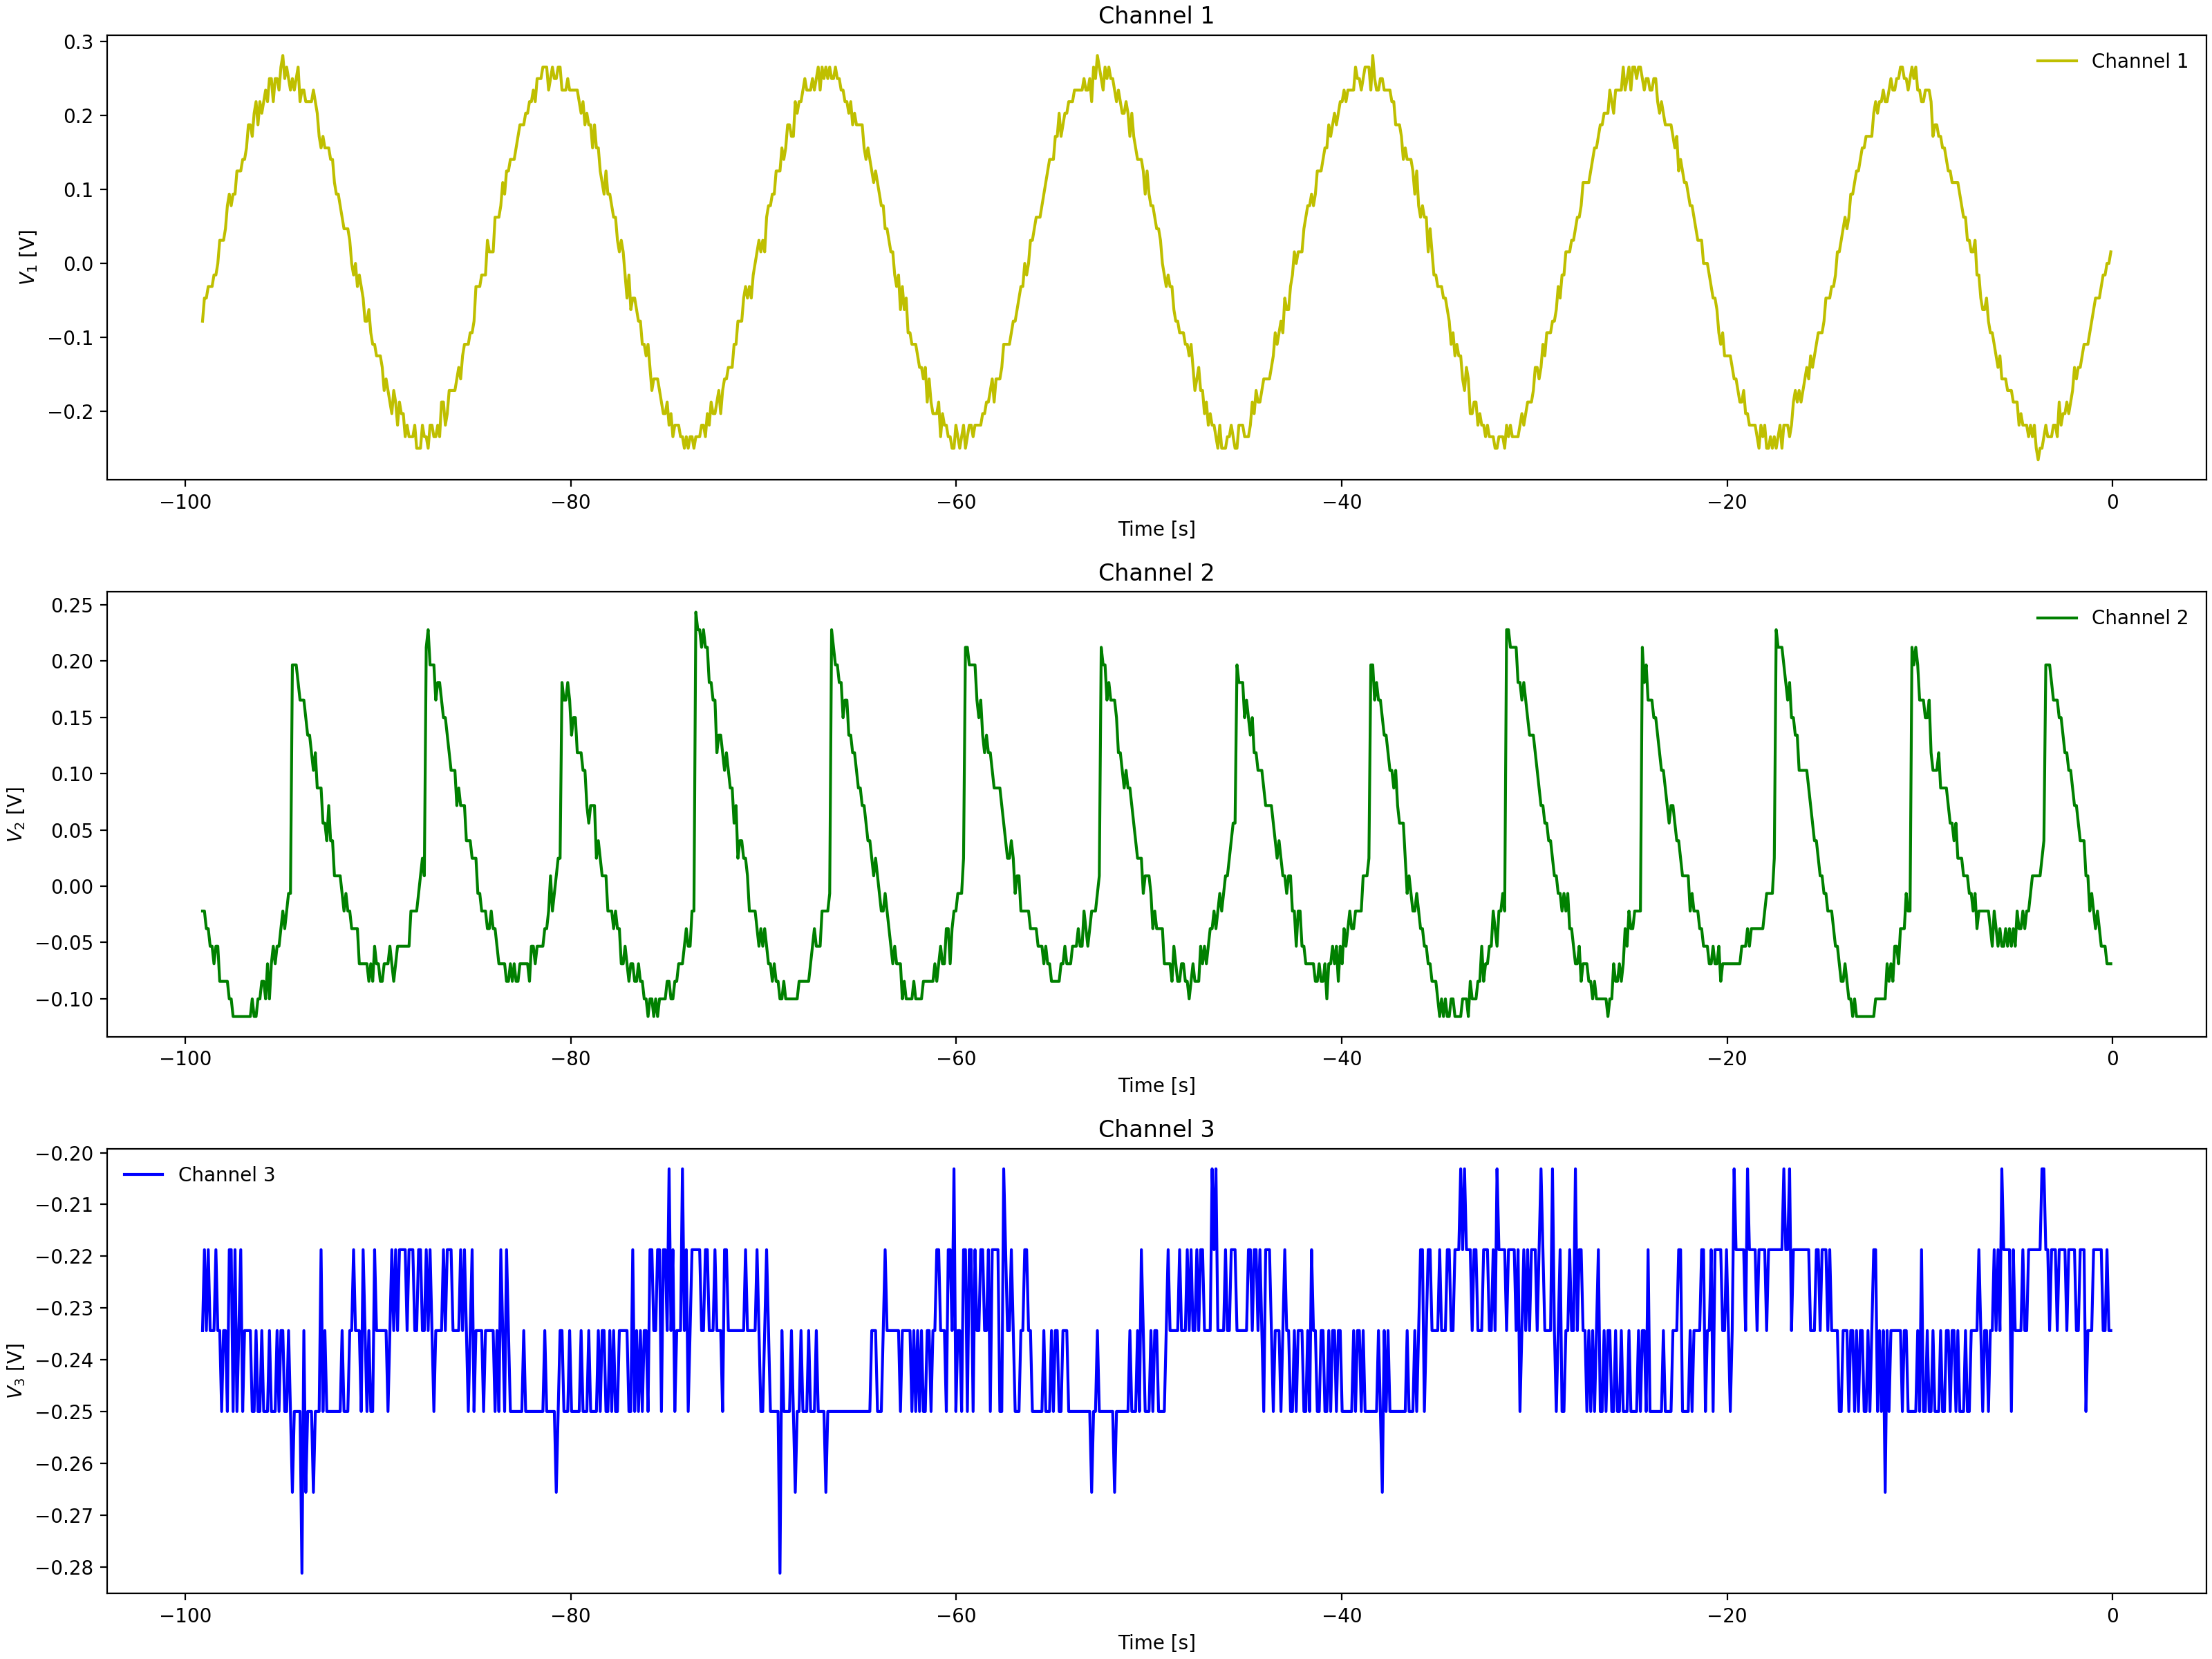 Channel 1
Channel 1
0.3
0.2
0.1
0.0
−0.1
−0.2
V1 [V]
−100 −80 −60 −40 −20 0
Time [s]
Channel 2
Channel 2
0.25
0.20
0.15
0.10
0.05
0.00
−0.05
−0.10
V2 [V]
−100 −80 −60 −40 −20 0
Time [s]
Channel 3
Channel 3
−0.20
−0.21
−0.22
−0.23
−0.24
−0.25
−0.26
−0.27
−0.28
V3 [V]
−100 −80 −60 −40 −20 0
Time [s]